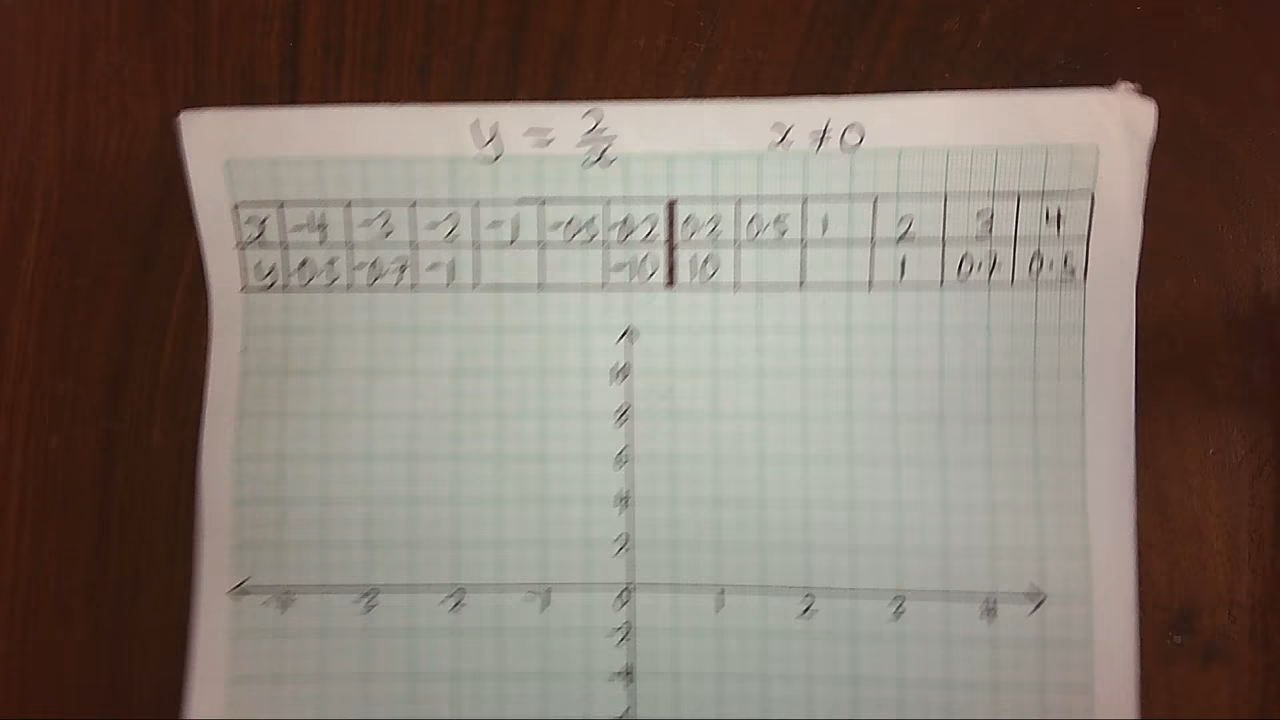 y = 2/x x ≠ 0
x -4 -3 -2 -1 -0.5 -0.2 0.2 0.5 1 2 3 4
y -0.5 -0.7 -1 -10 10 1 0.7 0.5
10
8
6
4
2
-4 -3 -2 -1 0 1 2 3 4
-2
-4